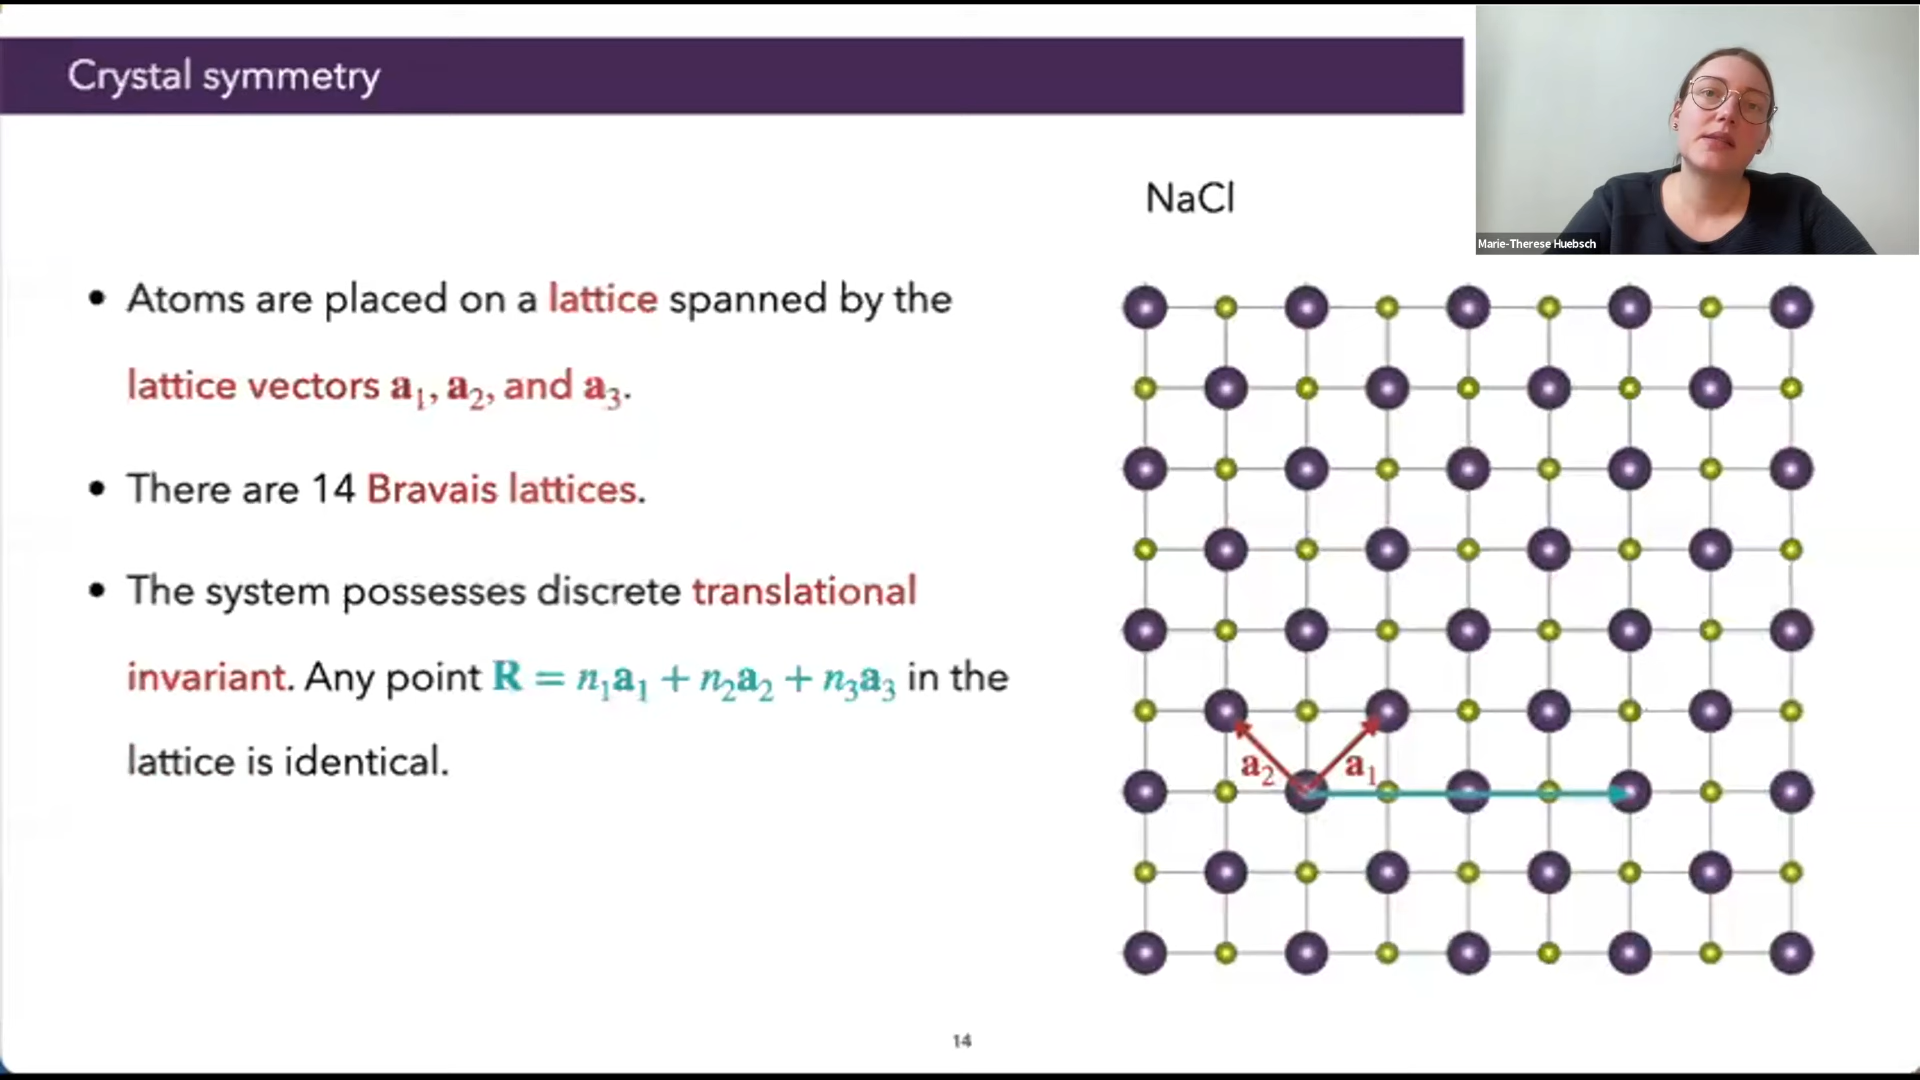 Crystal symmetry
NaCl
Marie-Therese Huebsch
• Atoms are placed on a lattice spanned by the
lattice vectors a₁, a₂, and a₃.
• There are 14 Bravais lattices.
• The system possesses discrete translational
invariant. Any point R = n₁a₁ + n₂a₂ + n₃a₃ in the
lattice is identical.
a₂ a₁
14